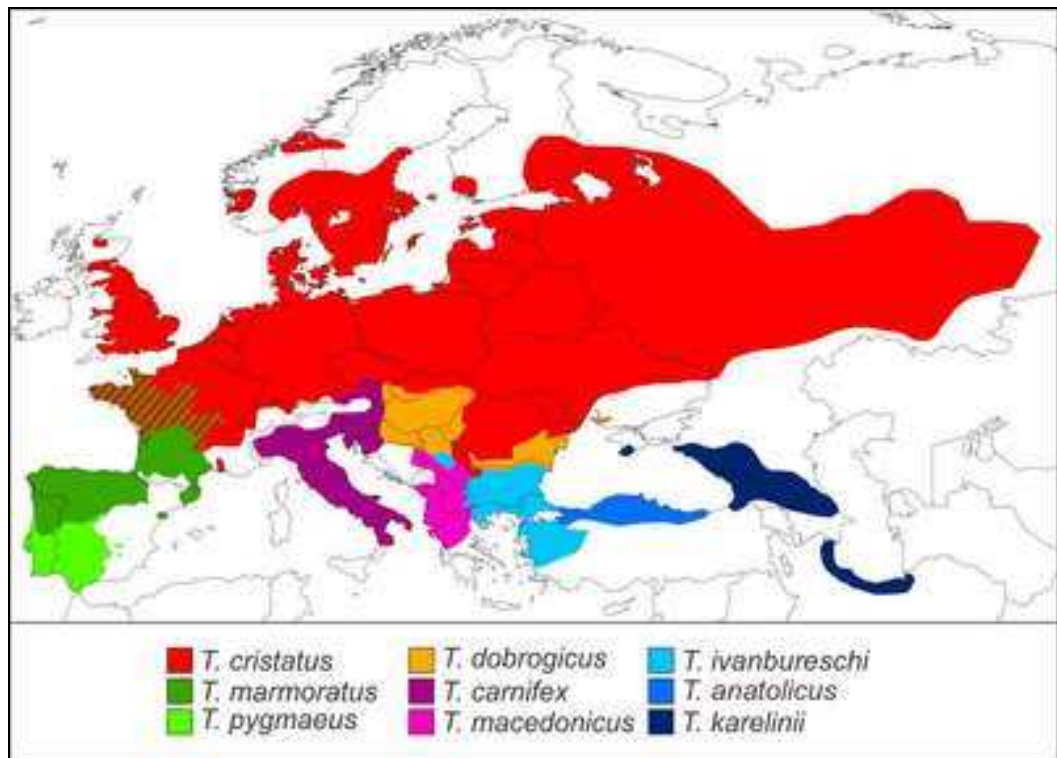 T. cristatus
T. marmoratus
T. pygmaeus
T. dobrogicus
T. carnifex
T. macedonicus
T. ivanbureschi
T. anatolicus
T. karelinii